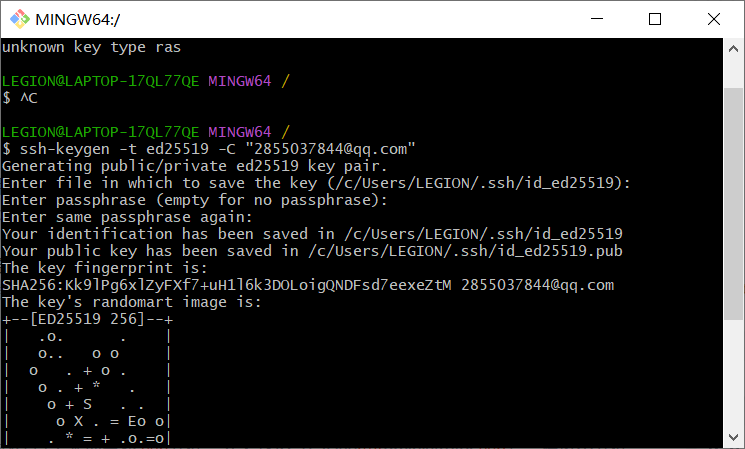 MINGW64:/
unknown key type ras
LEGION@LAPTOP-17QL77QE MINGW64 /
$ ^C
LEGION@LAPTOP-17QL77QE MINGW64 /
$ ssh-keygen -t ed25519 -C "2855037844@qq.com"
Generating public/private ed25519 key pair.
Enter file in which to save the key (/c/Users/LEGION/.ssh/id_ed25519):
Enter passphrase (empty for no passphrase):
Enter same passphrase again:
Your identification has been saved in /c/Users/LEGION/.ssh/id_ed25519
Your public key has been saved in /c/Users/LEGION/.ssh/id_ed25519.pub
The key fingerprint is:
SHA256:Kk9lPg6xlZyFXf7+uH1l6k3DOLoigQNDFsd7eexeZtM 2855037844@qq.com
The key's randomart image is:
+--[ED25519 256]--+
|   .o.      .    |
|   o..   o o     |
|  o   . + o .    |
|   o . + *   .   |
|    o + S   . .  |
|     o X . = Eo o|
|    . * = + .o.=o|